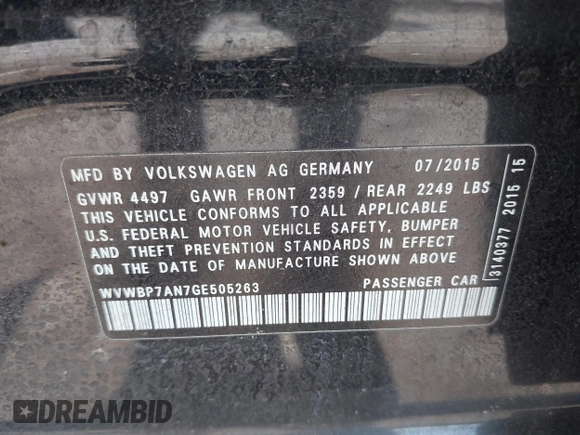 MFD BY VOLKSWAGEN AG GERMANY 07/2015
GVWR 4497 GAWR FRONT 2359 / REAR 2249 LBS
THIS VEHICLE CONFORMS TO ALL APPLICABLE
U.S. FEDERAL MOTOR VEHICLE SAFETY, BUMPER
AND THEFT PREVENTION STANDARDS IN EFFECT
ON THE DATE OF MANUFACTURE SHOWN ABOVE
WVWBP7AN7GE505263 PASSENGER CAR
3140377 2015 15
DREAMBID